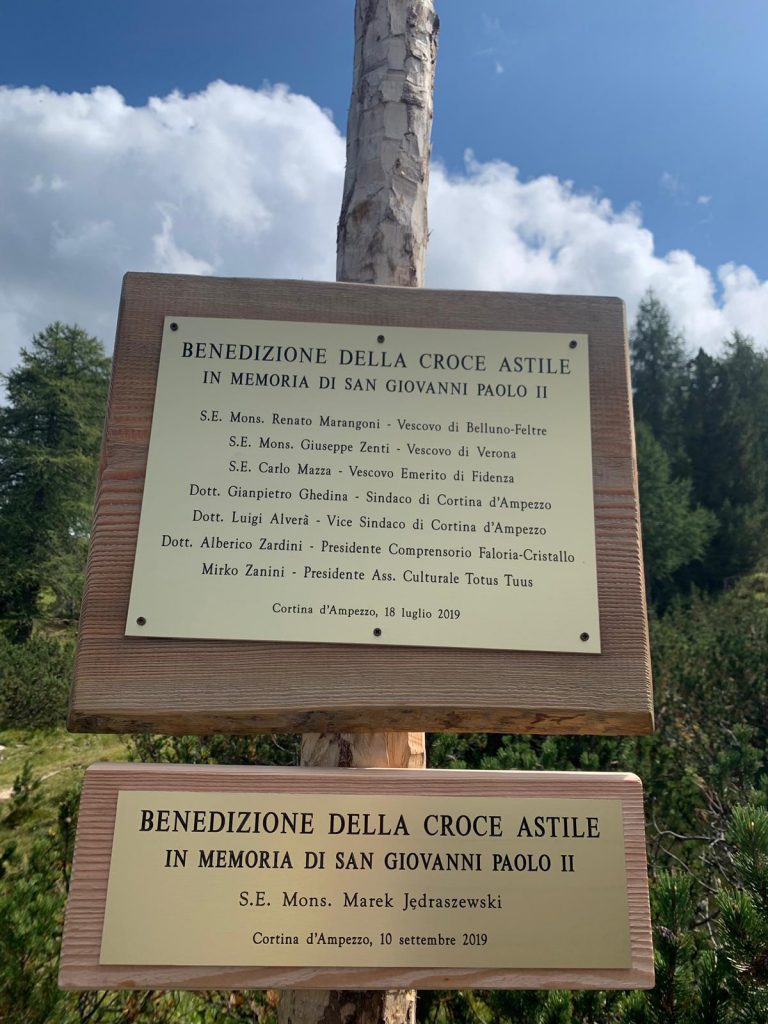 BENEDIZIONE DELLA CROCE ASTILE
IN MEMORIA DI SAN GIOVANNI PAOLO II
S.E. Mons. Renato Marangoni - Vescovo di Belluno-Feltre
S.E. Mons. Giuseppe Zenti - Vescovo di Verona
S.E. Carlo Mazza - Vescovo Emerito di Fidenza
Dott. Gianpietro Ghedina - Sindaco di Cortina d'Ampezzo
Dott. Luigi Alverà - Vice Sindaco di Cortina d'Ampezzo
Dott. Alberico Zardini - Presidente Comprensorio Faloria-Cristallo
Mirko Zanini - Presidente Ass. Culturale Totus Tuus
Cortina d'Ampezzo, 18 luglio 2019
BENEDIZIONE DELLA CROCE ASTILE
IN MEMORIA DI SAN GIOVANNI PAOLO II
S.E. Mons. Marek Jędraszewski
Cortina d'Ampezzo, 10 settembre 2019